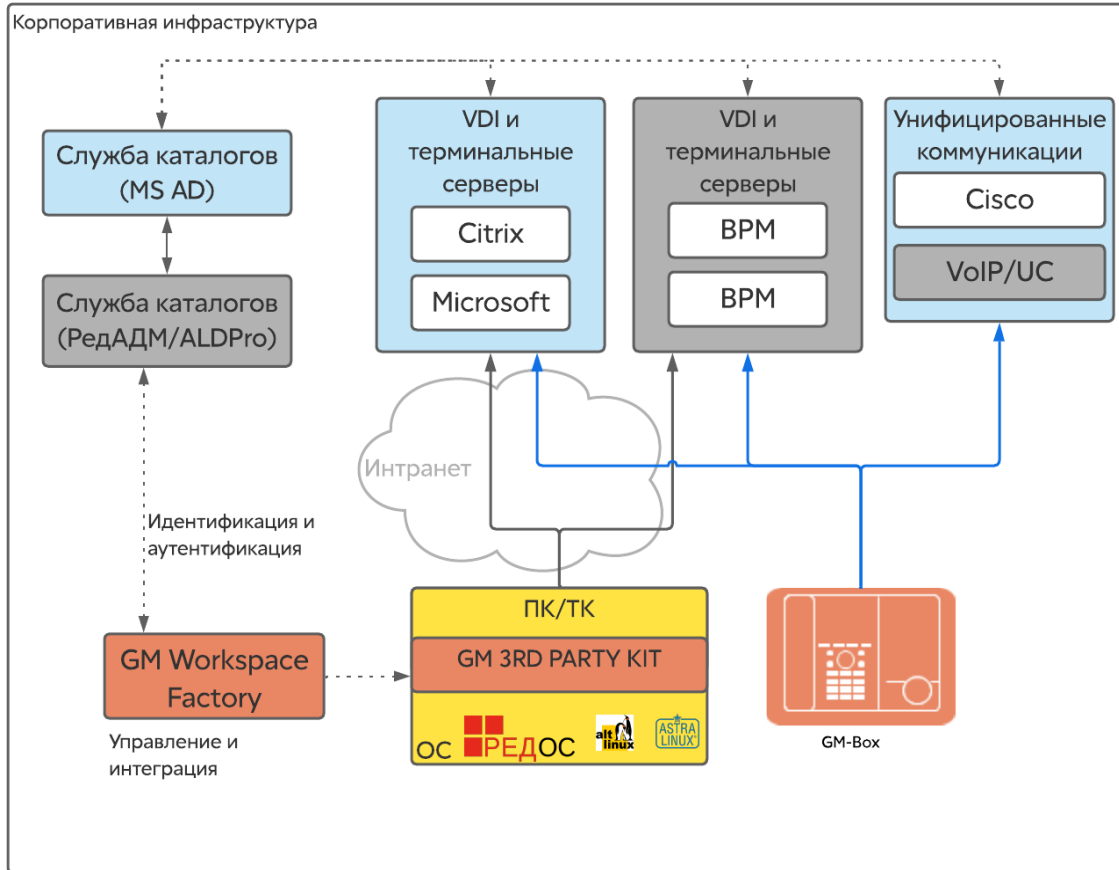 Корпоративная инфраструктура
Служба каталогов
(MS AD)
Служба каталогов
(РедАДМ/ALDPro)
VDI и
терминальные
серверы
Citrix
Microsoft
VDI и
терминальные
серверы
BPM
BPM
Унифицированные
коммуникации
Cisco
VoIP/UC
Интранет
Идентификация и
аутентификация
GM Workspace
Factory
Управление и
интеграция
ПК/ТК
GM 3RD PARTY KIT
ОС
РЕДОС
alt
linux
ASTRA
LINUX
GM-Box